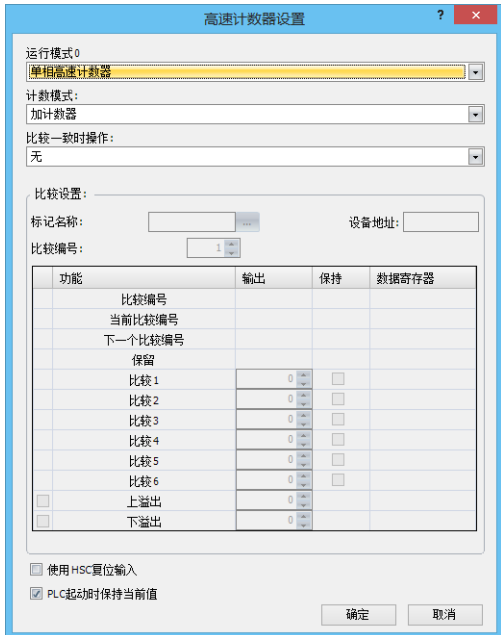 高速计数器设置
? ×
运行模式0
单相高速计数器
计数模式:
加计数器
比较一致时操作:
无
比较设置:
标记名称: ... 设备地址:
比较编号: 1
功能 输出 保持 数据寄存器
比较编号
当前比较编号
下一个比较编号
保留
比较1 0
比较2 0
比较3 0
比较4 0
比较5 0
比较6 0
上溢出 0
下溢出 0
使用HSC复位输入
PLC起动时保持当前值
确定 取消